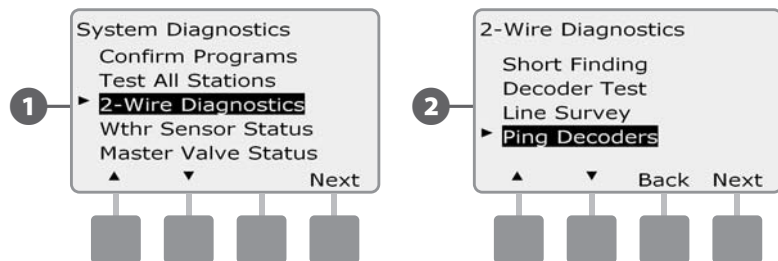 System Diagnostics
Confirm Programs
Test All Stations
1
► 2-Wire Diagnostics
Wthr Sensor Status
Master Valve Status
▲ ▼ Next
2-Wire Diagnostics
Short Finding
Decoder Test
2
Line Survey
► Ping Decoders
▲ ▼ Back Next